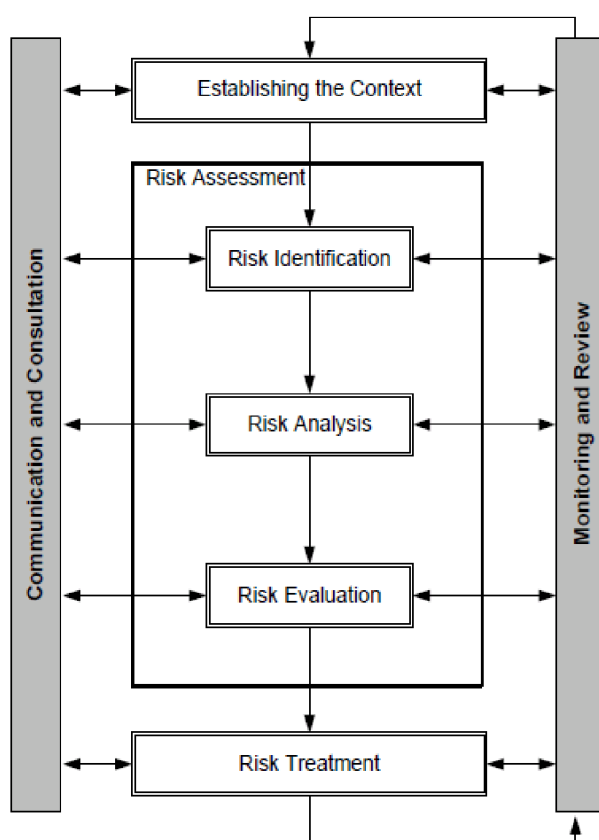 Establishing the Context
Risk Assessment
Risk Identification
Risk Analysis
Risk Evaluation
Risk Treatment
Communication and Consultation
Monitoring and Review